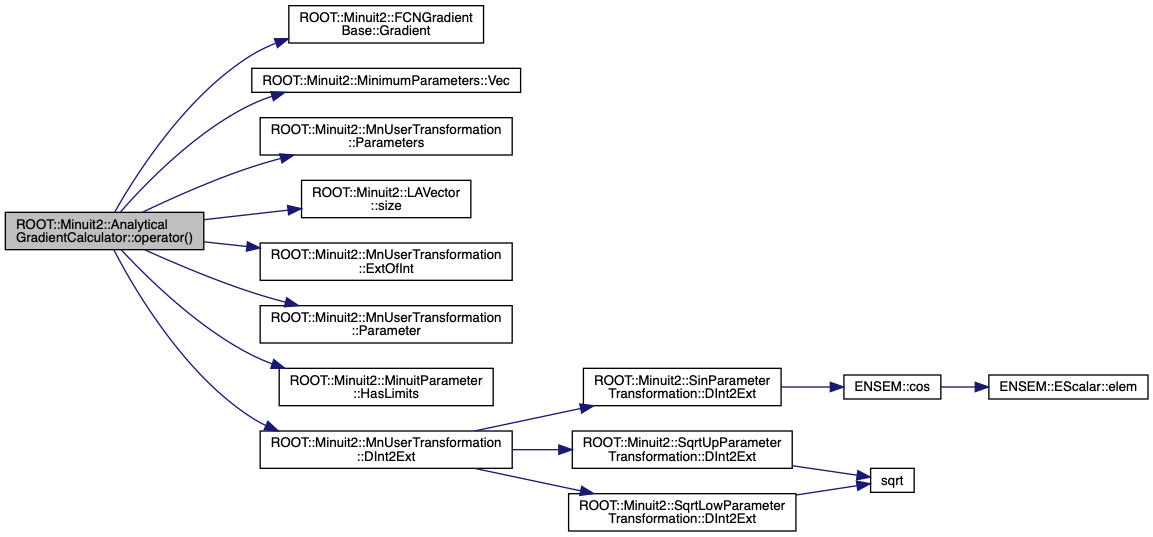 ROOT::Minuit2::FCNGradient
Base::Gradient
ROOT::Minuit2::MinimumParameters::Vec
ROOT::Minuit2::MnUserTransformation
::Parameters
ROOT::Minuit2::LAVector
::size
ROOT::Minuit2::Analytical
GradientCalculator::operator()
ROOT::Minuit2::MnUserTransformation
::ExtOfInt
ROOT::Minuit2::MnUserTransformation
::Parameter
ROOT::Minuit2::MinuitParameter
::HasLimits
ROOT::Minuit2::SinParameter
Transformation::DInt2Ext
ENSEM::cos
ENSEM::EScalar::elem
ROOT::Minuit2::MnUserTransformation
::DInt2Ext
ROOT::Minuit2::SqrtUpParameter
Transformation::DInt2Ext
sqrt
ROOT::Minuit2::SqrtLowParameter
Transformation::DInt2Ext